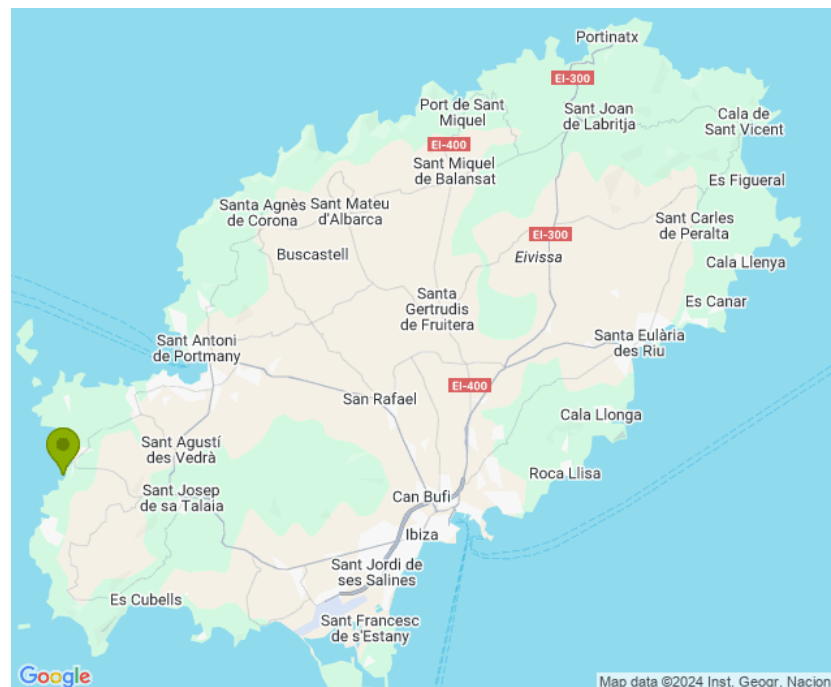 Portinatx
EI-300
Port de Sant
Miquel
Sant Joan
de Labritja
Cala de
Sant Vicent
EI-400
Sant Miquel
de Balansat
Es Figueral
Santa Agnès
de Corona
Sant Mateu
d'Albarca
Sant Carles
de Peralta
EI-300
Buscastell
Eivissa
Cala Llenya
Santa
Gertrudis
de Fruitera
Es Canar
Sant Antoni
de Portmany
Santa Eulària
des Riu
EI-400
San Rafael
Cala Llonga
Sant Agustí
des Vedrà
Roca Llisa
Sant Josep
de sa Talaia
Can Bufi
Ibiza
Sant Jordi de
ses Salines
Es Cubells
Sant Francesc
de s'Estany
Google
Map data ©2024 Inst. Geogr. Nacion